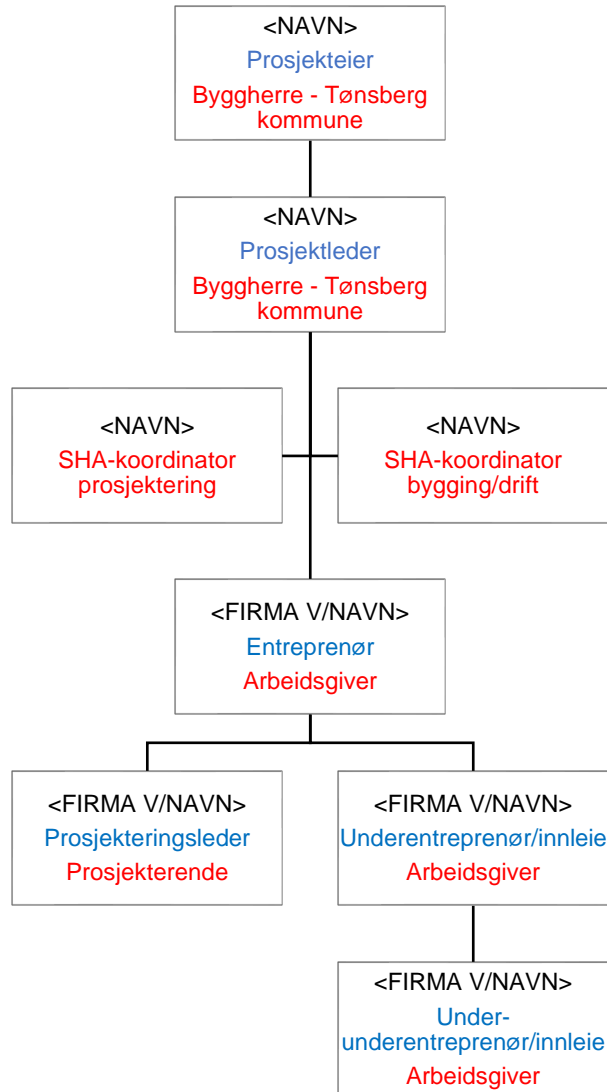 <NAVN>
Prosjekteier
Byggherre - Tønsberg
kommune
<NAVN>
Prosjektleder
Byggherre - Tønsberg
kommune
<NAVN>
SHA-koordinator
prosjektering
<NAVN>
SHA-koordinator
bygging/drift
<FIRMA V/NAVN>
Entreprenør
Arbeidsgiver
<FIRMA V/NAVN>
Prosjekteringsleder
Prosjekterende
<FIRMA V/NAVN>
Underentreprenør/innleie
Arbeidsgiver
<FIRMA V/NAVN>
Under-
underentreprenør/innleie
Arbeidsgiver